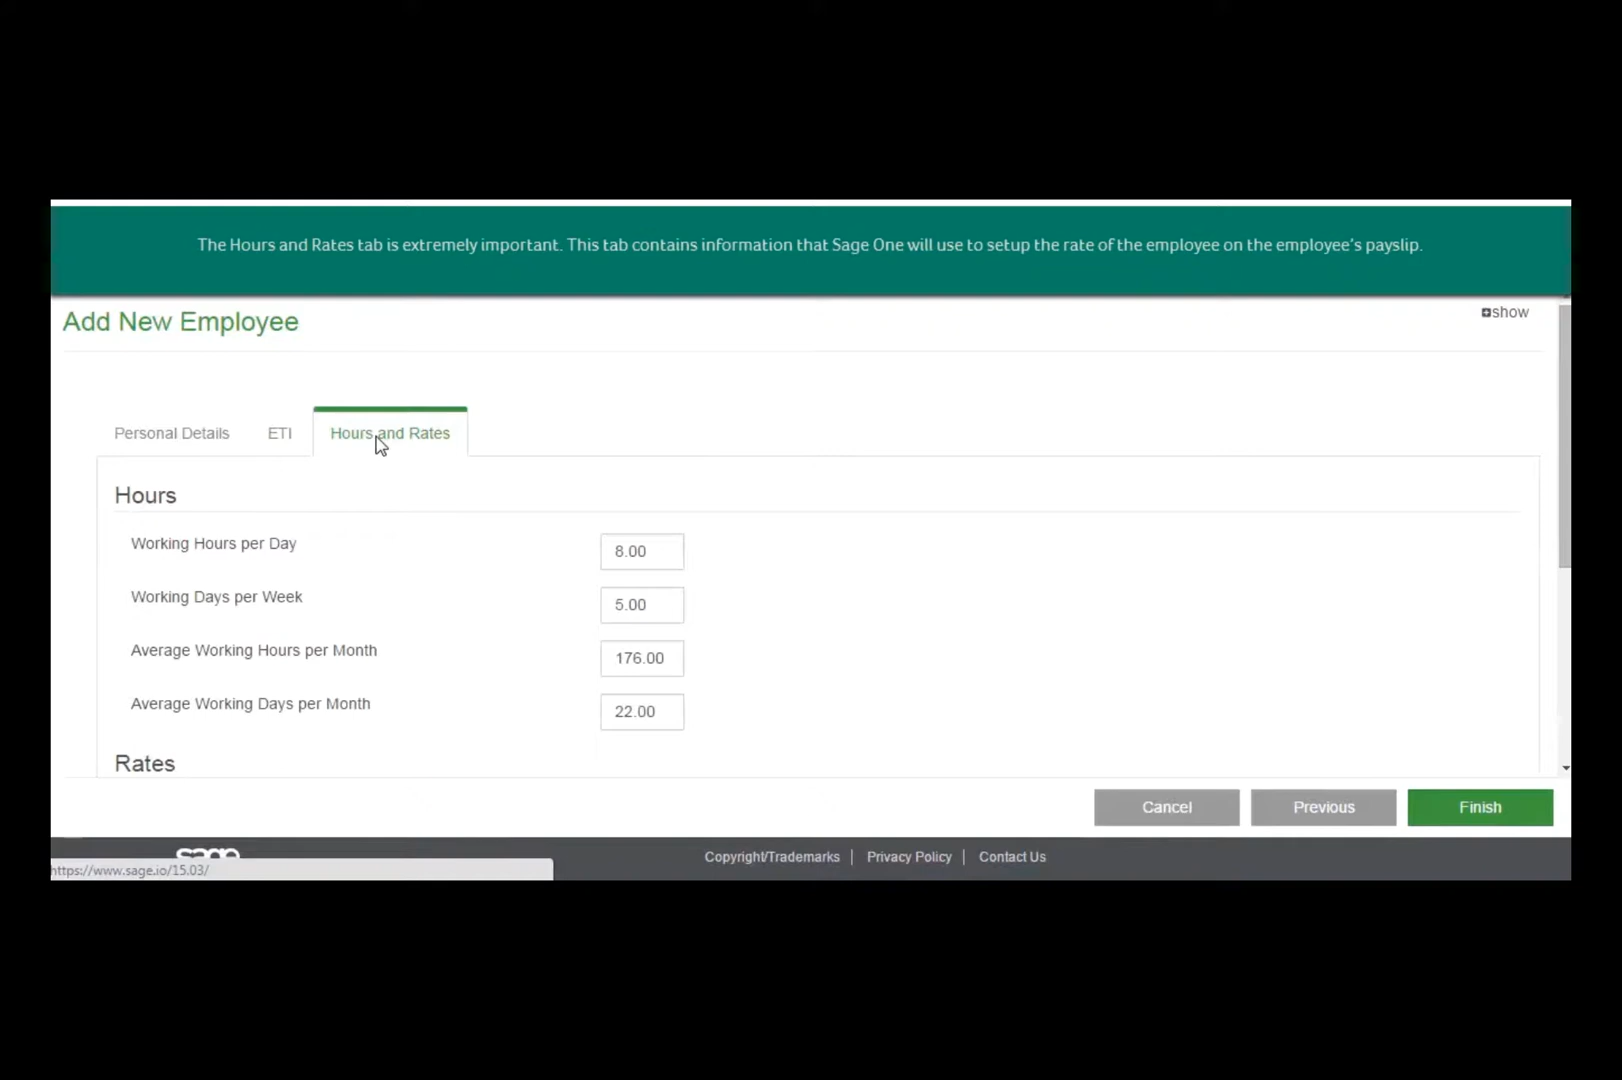 The Hours and Rates tab is extremely important. This tab contains information that Sage One will use to setup the rate of the employee on the employee's payslip.
Add New Employee
show
Personal Details ETI Hours and Rates
Hours
Working Hours per Day 8.00
Working Days per Week 5.00
Average Working Hours per Month 176.00
Average Working Days per Month 22.00
Rates
Cancel Previous Finish
sage Copyright/Trademarks | Privacy Policy | Contact Us
https://www.sage.io/15.03/